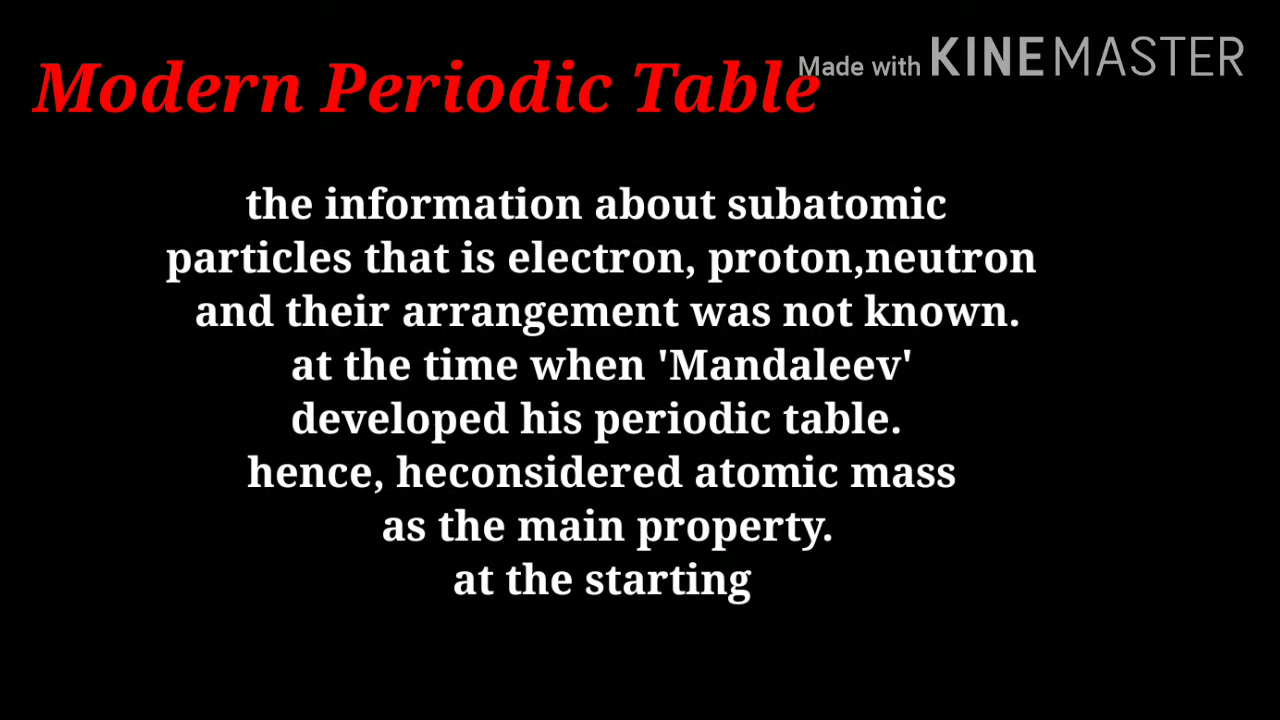 Made with KINEMASTER
Modern Periodic Table
the information about subatomic
particles that is electron, proton,neutron
and their arrangement was not known.
at the time when 'Mandaleev'
developed his periodic table.
hence, heconsidered atomic mass
as the main property.
at the starting